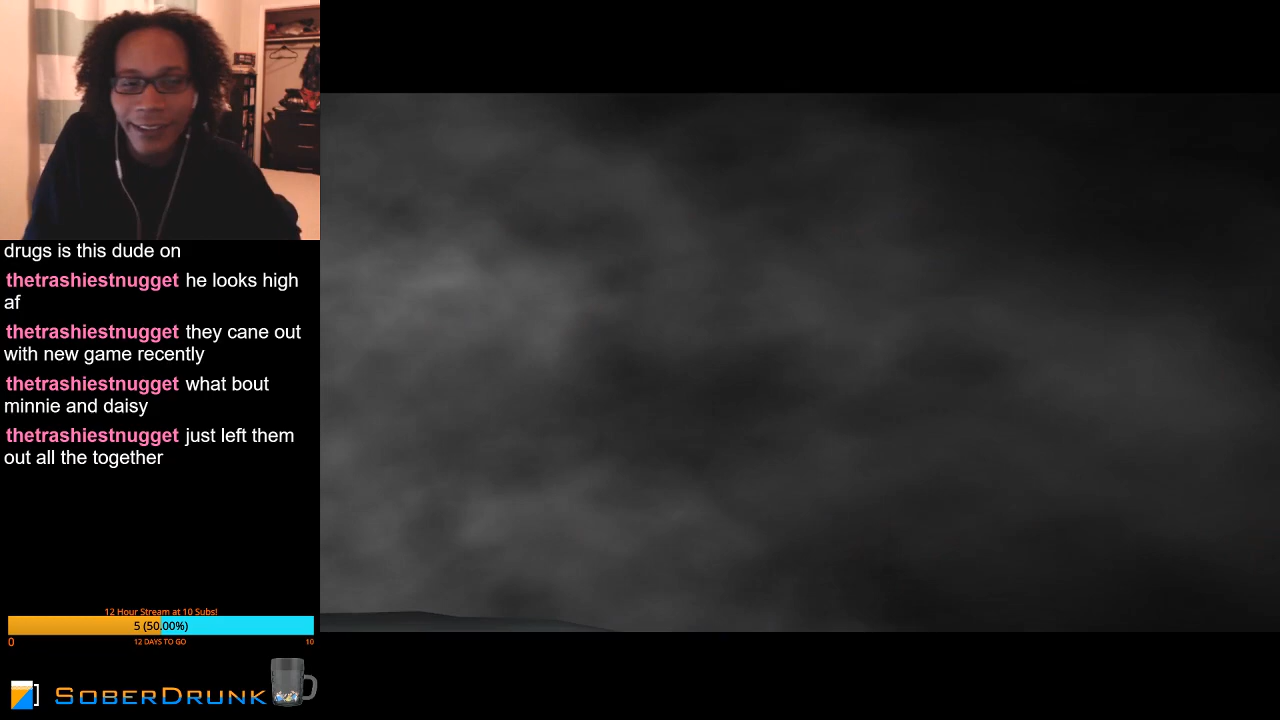 drugs is this dude on
thetrashiestnugget he looks high
af
thetrashiestnugget they cane out
with new game recently
thetrashiestnugget what bout
minnie and daisy
thetrashiestnugget just left them
out all the together
12 Hour Stream at 10 Subs!
5 (50.00%)
0 12 DAYS TO GO 10
SOBERDRUNK